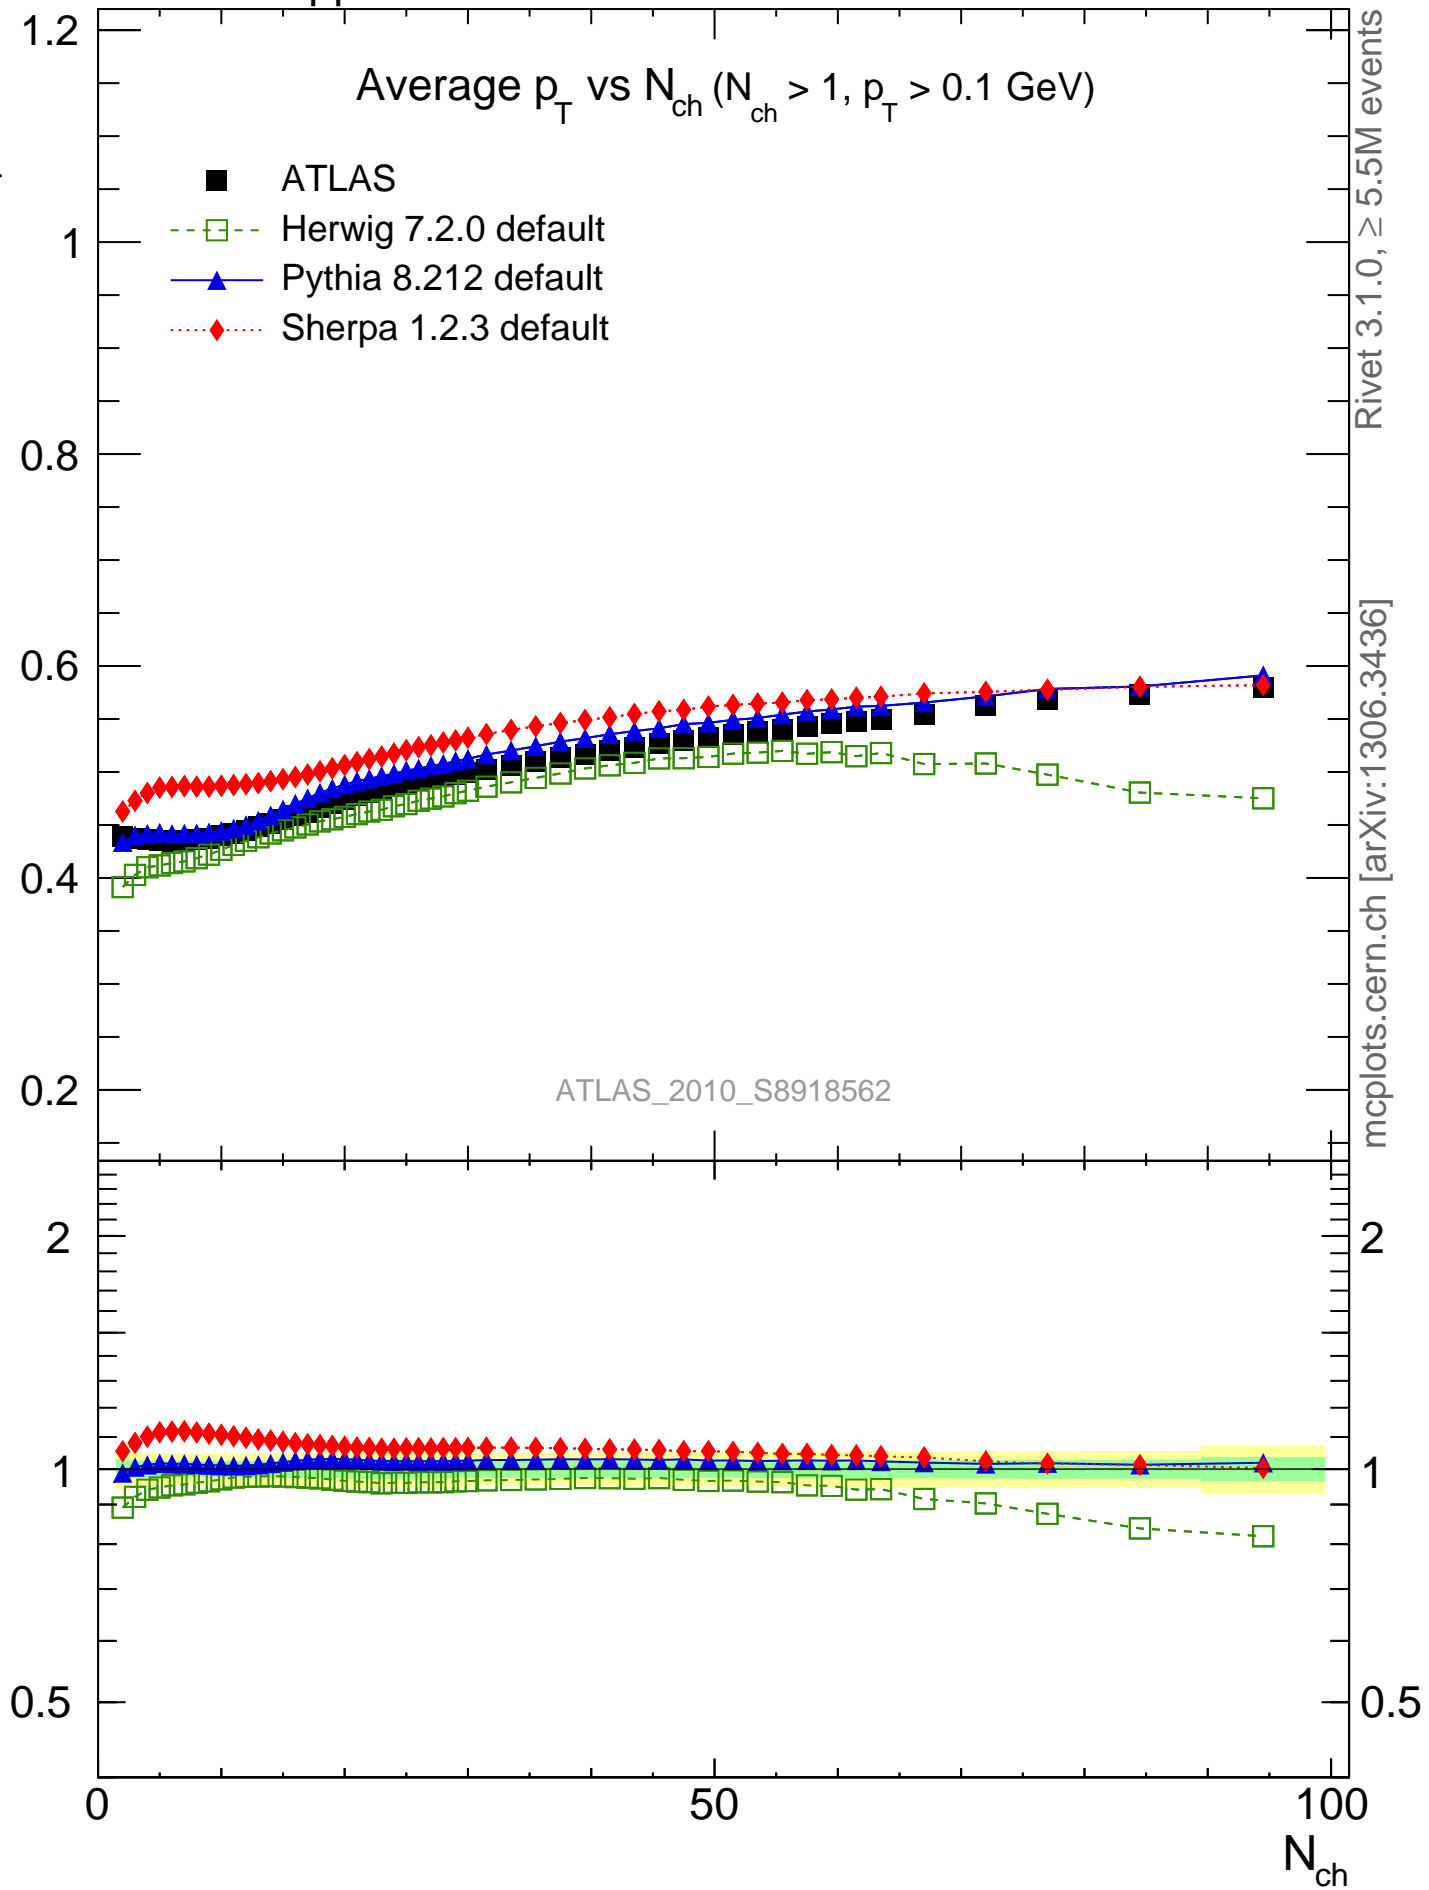 Average p_T vs N_ch (N_ch > 1, p_T > 0.1 GeV)
ATLAS
Herwig 7.2.0 default
Pythia 8.212 default
Sherpa 1.2.3 default
1.2
1
0.8
0.6
0.4
0.2
ATLAS_2010_S8918562
Rivet 3.1.0, ≥ 5.5M events
mcplots.cern.ch [arXiv:1306.3436]
2
1
0.5
2
1
0.5
0
50
100
N_ch